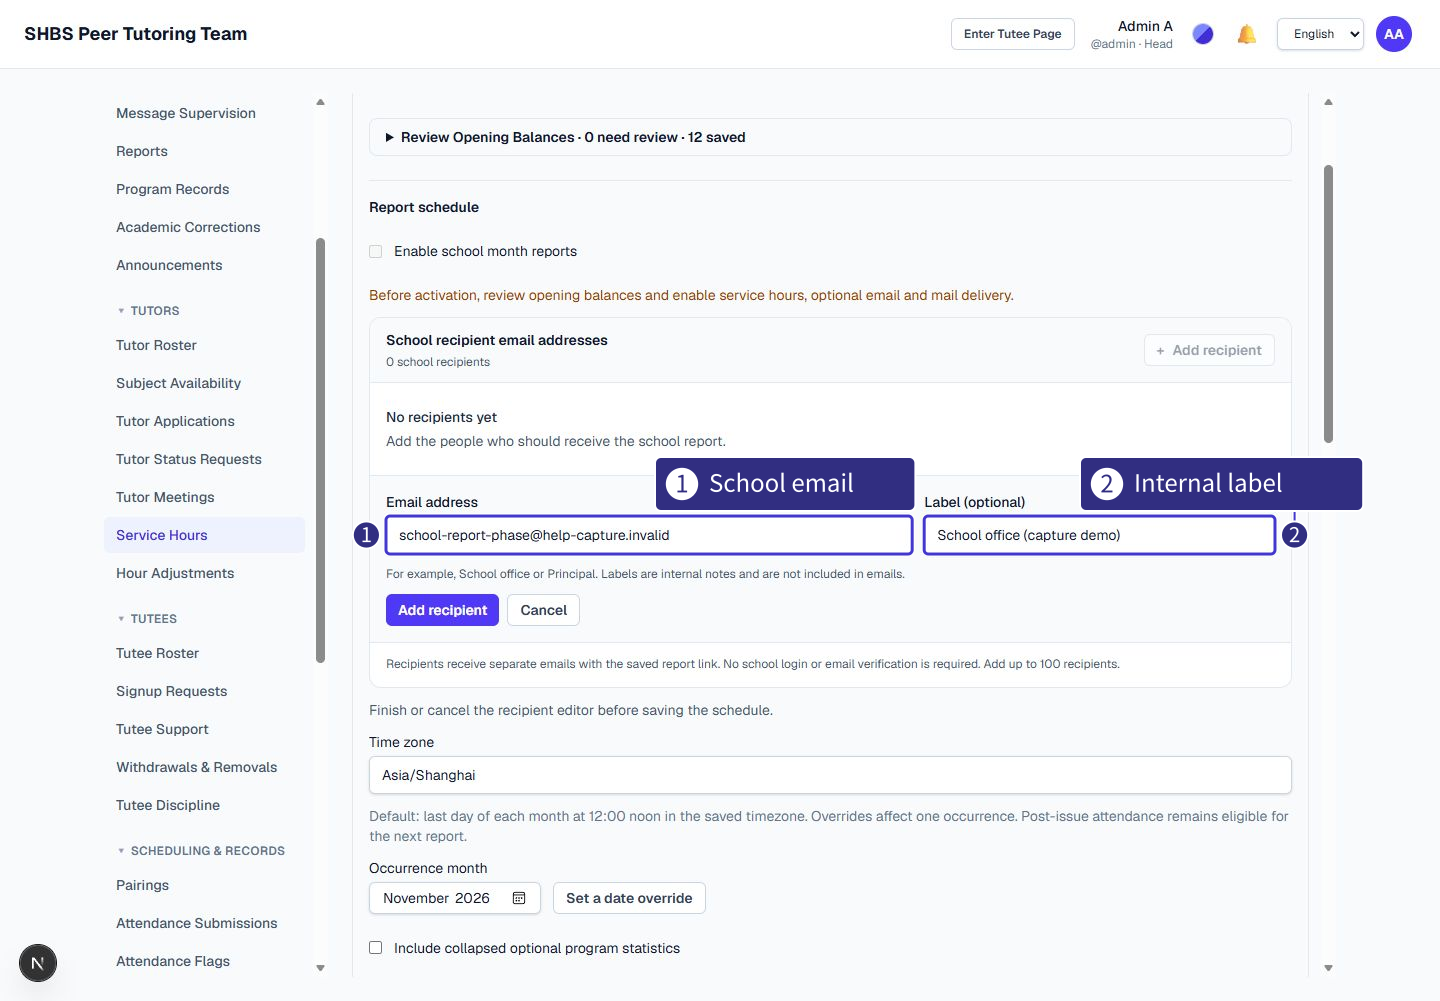 SHBS Peer Tutoring Team
Enter Tutee Page
Admin A
@admin · Head
English
AA
Message Supervision
Reports
Program Records
Academic Corrections
Announcements
TUTORS
Tutor Roster
Subject Availability
Tutor Applications
Tutor Status Requests
Tutor Meetings
Service Hours
Hour Adjustments
TUTEES
Tutee Roster
Signup Requests
Tutee Support
Withdrawals & Removals
Tutee Discipline
SCHEDULING & RECORDS
Pairings
Attendance Submissions
Attendance Flags
N
Review Opening Balances · 0 need review · 12 saved
Report schedule
Enable school month reports
Before activation, review opening balances and enable service hours, optional email and mail delivery.
School recipient email addresses
0 school recipients
+ Add recipient
No recipients yet
Add the people who should receive the school report.
1 School email
2 Internal label
Email address
Label (optional)
1
school-report-phase@help-capture.invalid
School office (capture demo)
2
For example, School office or Principal. Labels are internal notes and are not included in emails.
Add recipient
Cancel
Recipients receive separate emails with the saved report link. No school login or email verification is required. Add up to 100 recipients.
Finish or cancel the recipient editor before saving the schedule.
Time zone
Asia/Shanghai
Default: last day of each month at 12:00 noon in the saved timezone. Overrides affect one occurrence. Post-issue attendance remains eligible for
the next report.
Occurrence month
November 2026
Set a date override
Include collapsed optional program statistics